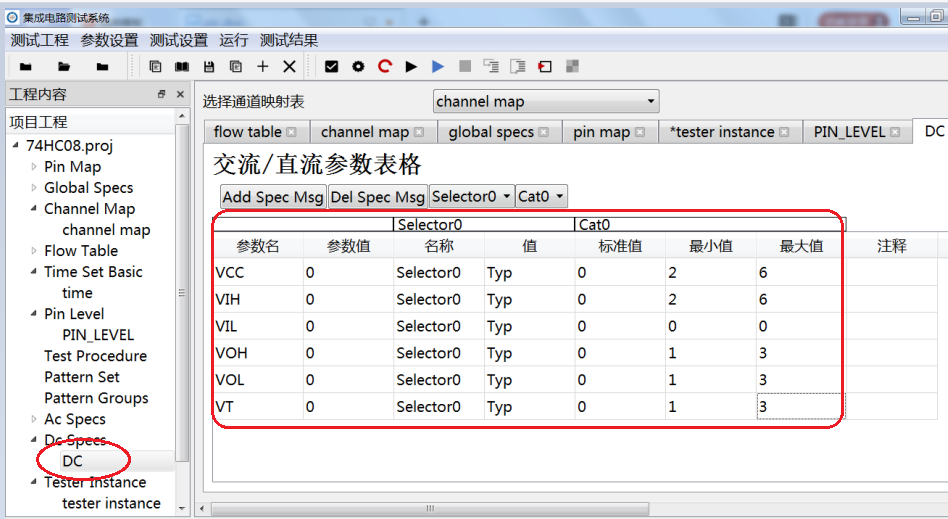 集成电路测试系统
测试工程 参数设置 测试设置 运行 测试结果
工程内容
项目工程
74HC08.proj
Pin Map
Global Specs
Channel Map
channel map
Flow Table
Time Set Basic
time
Pin Level
PIN_LEVEL
Test Procedure
Pattern Set
Pattern Groups
Ac Specs
Dc Specs
DC
Tester Instance
tester instance
选择通道映射表 channel map
flow table channel map global specs pin map *tester instance PIN_LEVEL DC
交流/直流参数表格
Add Spec Msg Del Spec Msg Selector0 Cat0
Selector0 Cat0
参数名 参数值 名称 值 标准值 最小值 最大值 注释
VCC 0 Selector0 Typ 0 2 6
VIH 0 Selector0 Typ 0 2 6
VIL 0 Selector0 Typ 0 0 0
VOH 0 Selector0 Typ 0 1 3
VOL 0 Selector0 Typ 0 1 3
VT 0 Selector0 Typ 0 1 3